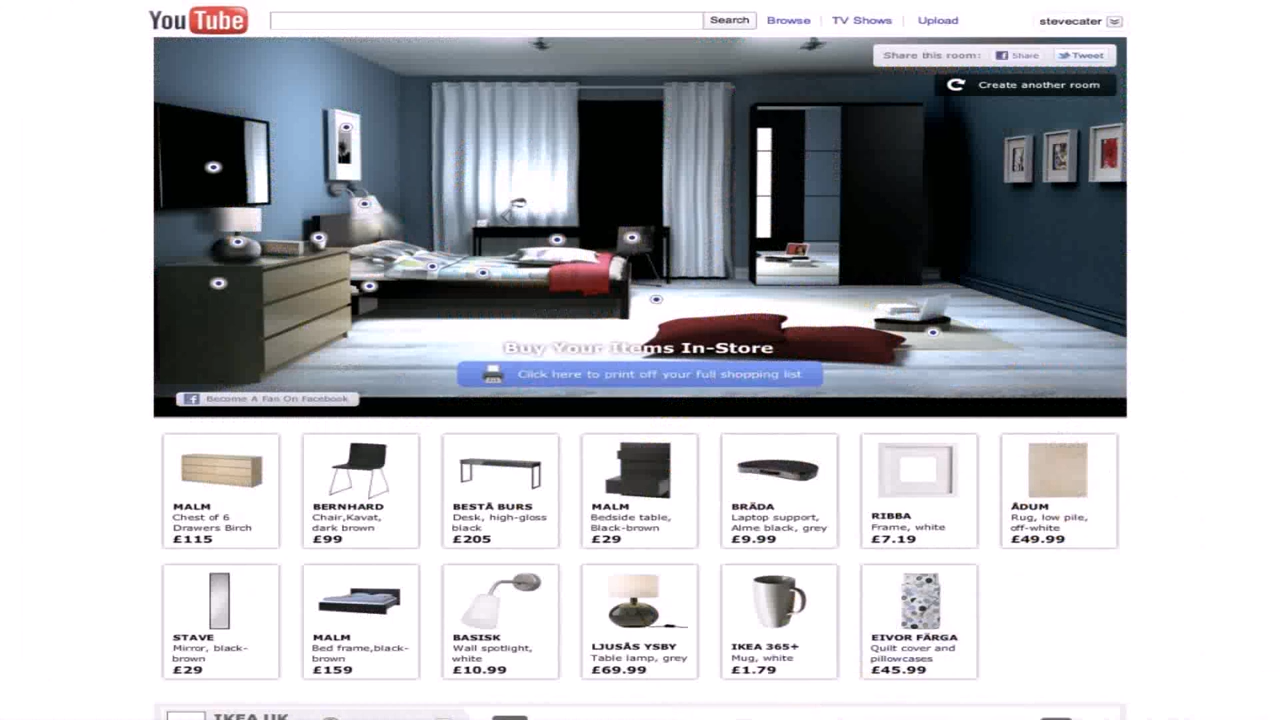 YouTube
Search
Browse
TV Shows
Upload
stevecater
Share this room:
Share
Tweet
Create another room
Buy Your Items In-Store
Click here to print off your full shopping list
Become A Fan On Facebook
MALM
Chest of 6
Drawers Birch
£115
BERNHARD
Chair,Kavat,
dark brown
£99
BESTÅ BURS
Desk, high-gloss
black
£205
MALM
Bedside table,
Black-brown
£29
BRÄDA
Laptop support,
Alme black, grey
£9.99
RIBBA
Frame, white
£7.19
ÅDUM
Rug, low pile,
off-white
£49.99
STAVE
Mirror, black-
brown
£29
MALM
Bed frame,black-
brown
£159
BASISK
Wall spotlight,
white
£10.99
LJUSÅS YSBY
Table lamp, grey
£69.99
IKEA 365+
Mug, white
£1.79
EIVOR FÄRGA
Quilt cover and
pillowcases
£45.99
IKEA UK